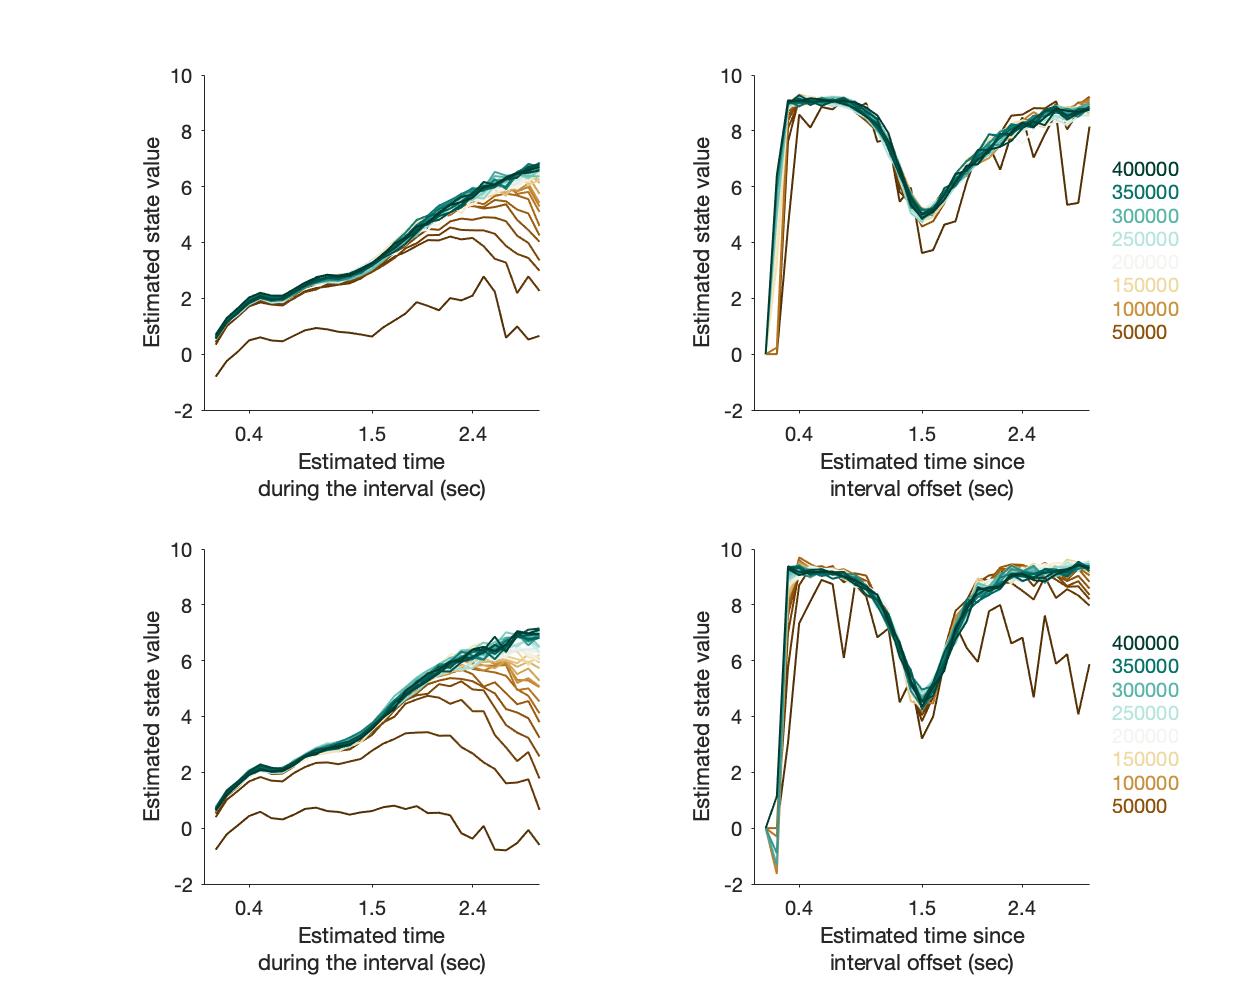 10
8
6
4
2
0
-2
Estimated state value
0.4 1.5 2.4
Estimated time
during the interval (sec)
10
8
6
4
2
0
-2
Estimated state value
0.4 1.5 2.4
Estimated time since
interval offset (sec)
400000
350000
300000
250000
200000
150000
100000
50000
10
8
6
4
2
0
-2
Estimated state value
0.4 1.5 2.4
Estimated time
during the interval (sec)
10
8
6
4
2
0
-2
Estimated state value
0.4 1.5 2.4
Estimated time since
interval offset (sec)
400000
350000
300000
250000
200000
150000
100000
50000